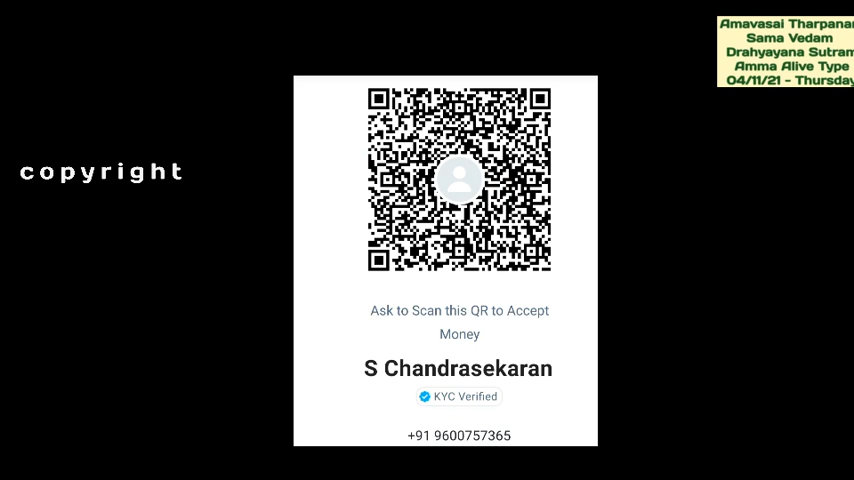 Amavasai Tharpanam
Sama Vedam
Drahyayana Sutram
Amma Alive Type
04/11/21 - Thursday
copyright
Ask to Scan this QR to Accept
Money
S Chandrasekaran
KYC Verified
+91 9600757365